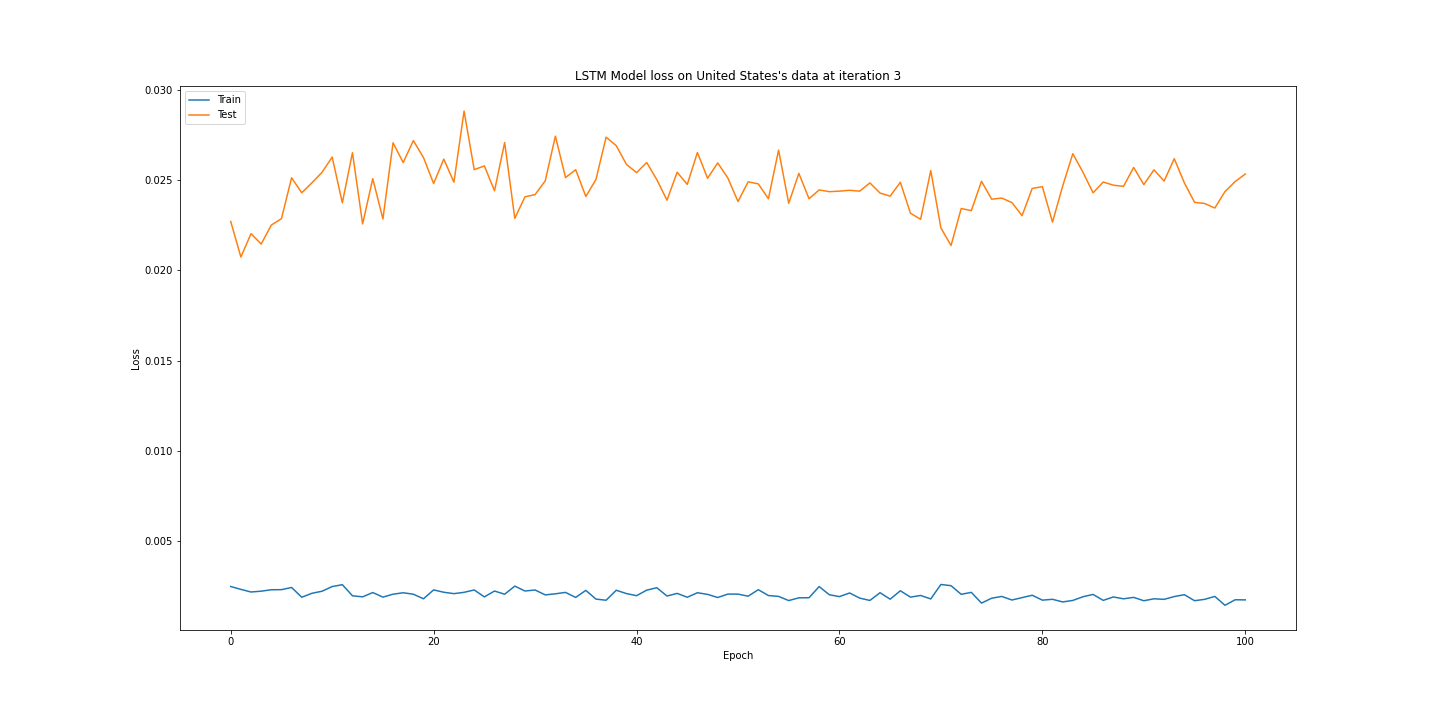 LSTM Model loss on United States's data at iteration 3
0.030
Train
Test
0.025
0.020
0.015
Loss
0.010
0.005
0 20 40 60 80 100
Epoch